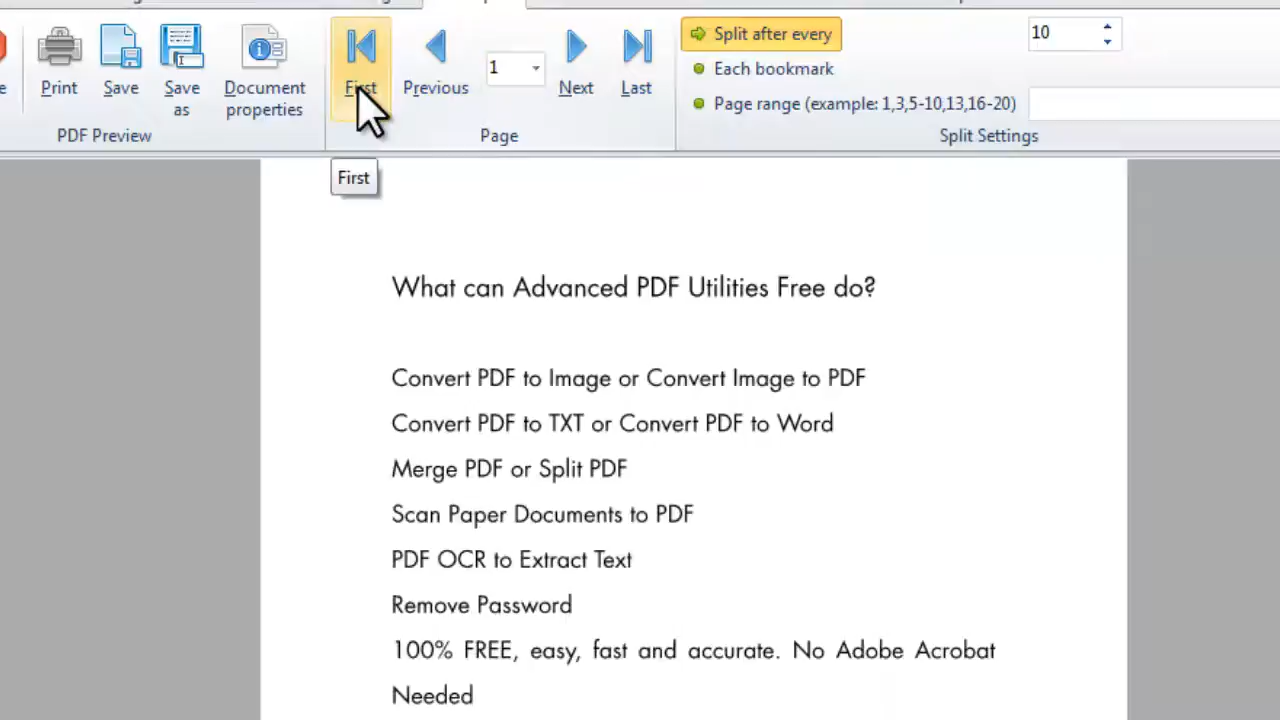 Print
Save
Save as
Document properties
PDF Preview
First
Previous
1
Next
Last
Page
Split after every
10
Each bookmark
Page range (example: 1,3,5-10,13,16-20)
Split Settings
First
What can Advanced PDF Utilities Free do?
Convert PDF to Image or Convert Image to PDF
Convert PDF to TXT or Convert PDF to Word
Merge PDF or Split PDF
Scan Paper Documents to PDF
PDF OCR to Extract Text
Remove Password
100% FREE, easy, fast and accurate. No Adobe Acrobat
Needed